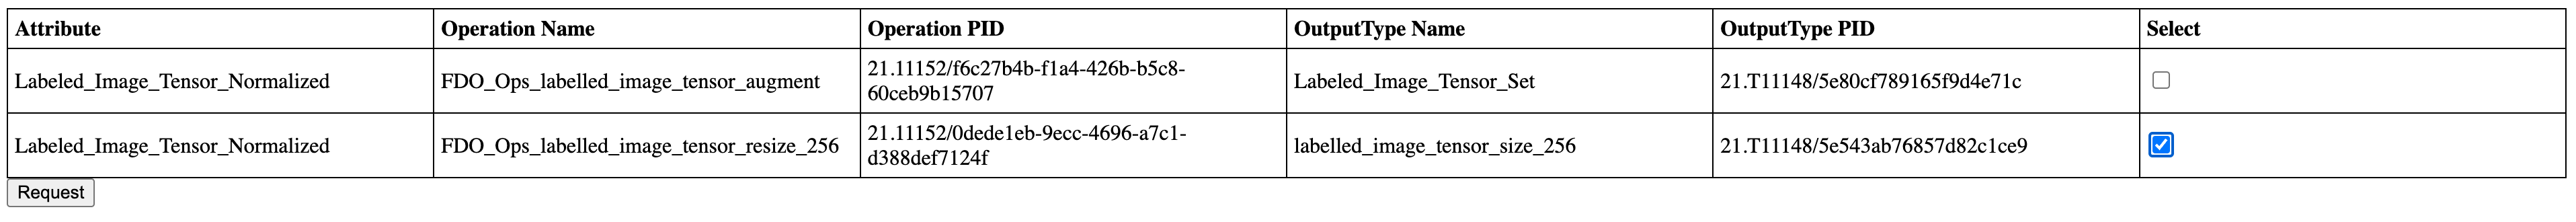 Attribute Operation Name Operation PID OutputType Name OutputType PID Select
Labeled_Image_Tensor_Normalized FDO_Ops_labelled_image_tensor_augment 21.11152/f6c27b4b-f1a4-426b-b5c8-
60ceb9b15707 Labeled_Image_Tensor_Set 21.T11148/5e80cf789165f9d4e71c
Labeled_Image_Tensor_Normalized FDO_Ops_labelled_image_tensor_resize_256 21.11152/0dede1eb-9ecc-4696-a7c1-
d388def7124f labelled_image_tensor_size_256 21.T11148/5e543ab76857d82c1ce9
Request